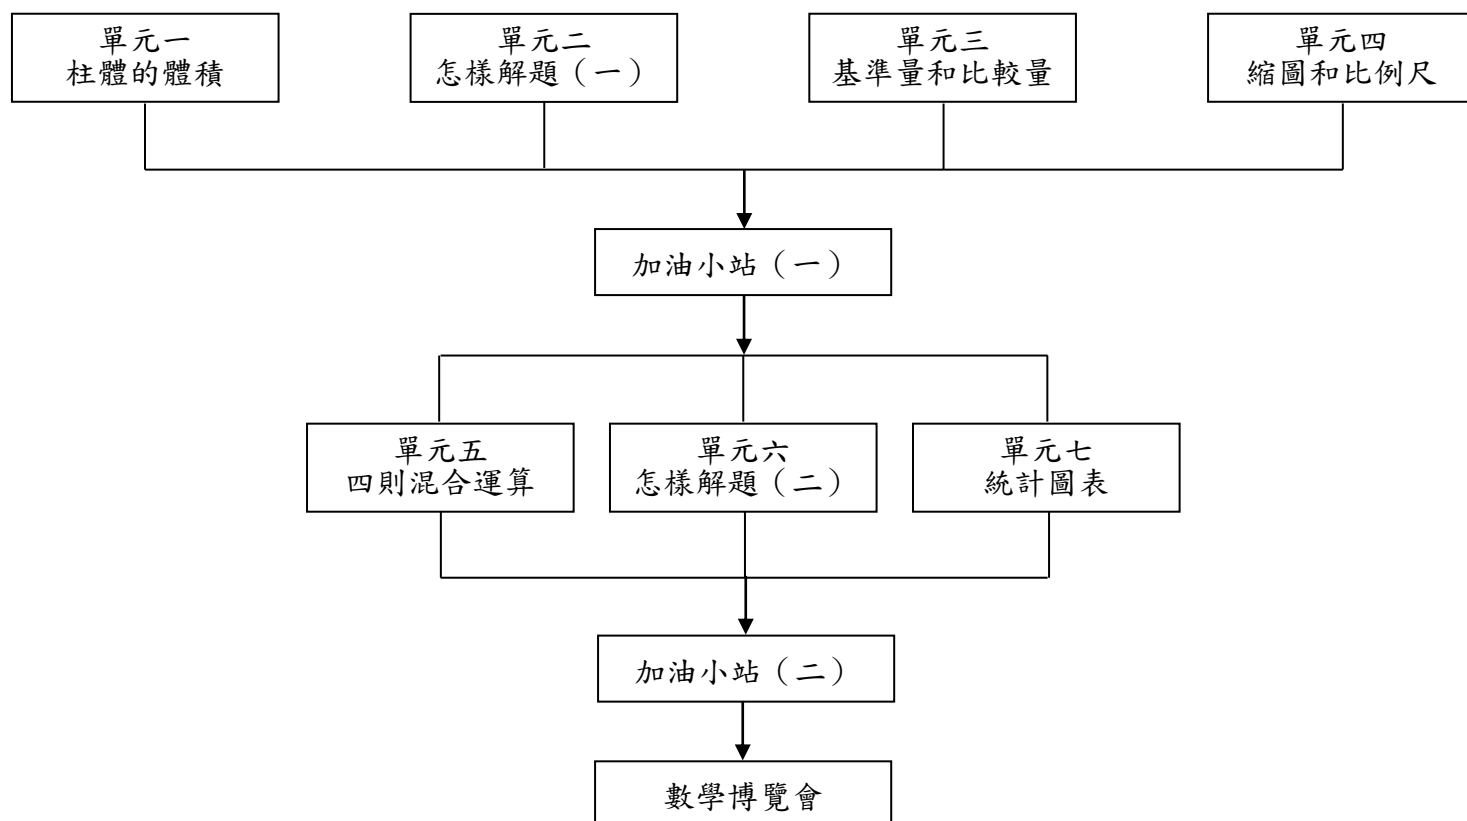 單元一
柱體的體積
單元二
怎樣解題（一）
單元三
基準量和比較量
單元四
縮圖和比例尺
加油小站（一）
單元五
四則混合運算
單元六
怎樣解題（二）
單元七
統計圖表
加油小站（二）
數學博覽會